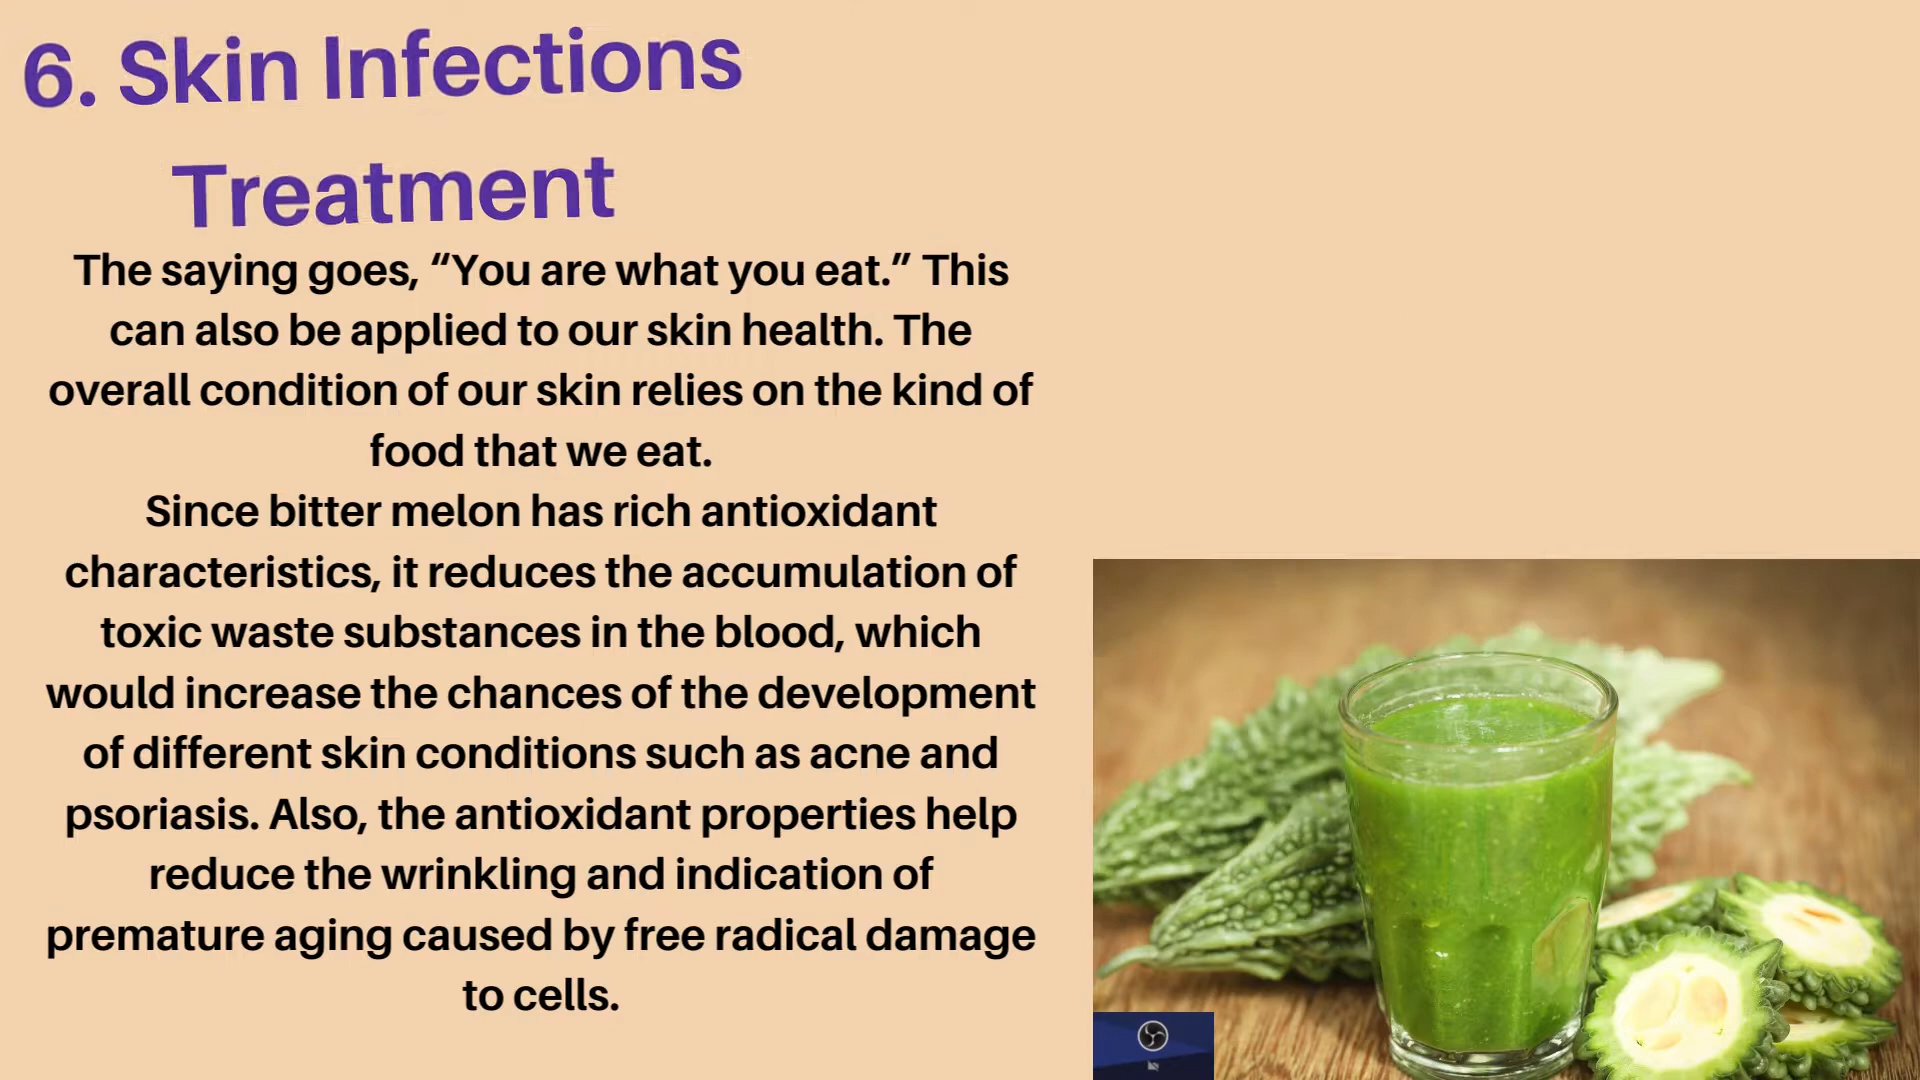 6. Skin Infections
Treatment
The saying goes, “You are what you eat.” This
can also be applied to our skin health. The
overall condition of our skin relies on the kind of
food that we eat.
Since bitter melon has rich antioxidant
characteristics, it reduces the accumulation of
toxic waste substances in the blood, which
would increase the chances of the development
of different skin conditions such as acne and
psoriasis. Also, the antioxidant properties help
reduce the wrinkling and indication of
premature aging caused by free radical damage
to cells.